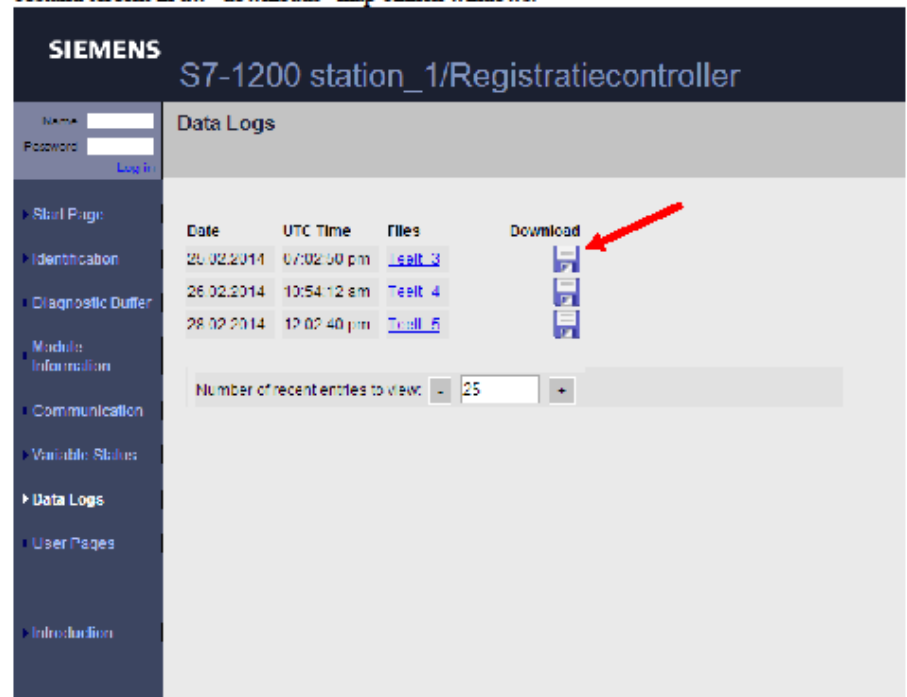 SIEMENS
S7-1200 station_1/Registratiecontroller
Name
Password
Log in
Data Logs
Start Page
Identification
Diagnostic Buffer
Module
Information
Communication
Variable Status
Data Logs
User Pages
Introduction
Date UTC Time Files Download
25.02.2014 07:02:50 pm Teelt_3
26.02.2014 10:54:12 am Teelt_4
28.02.2014 12:02:40 pm Teelt_5
Number of recent entries to view: - 25 +